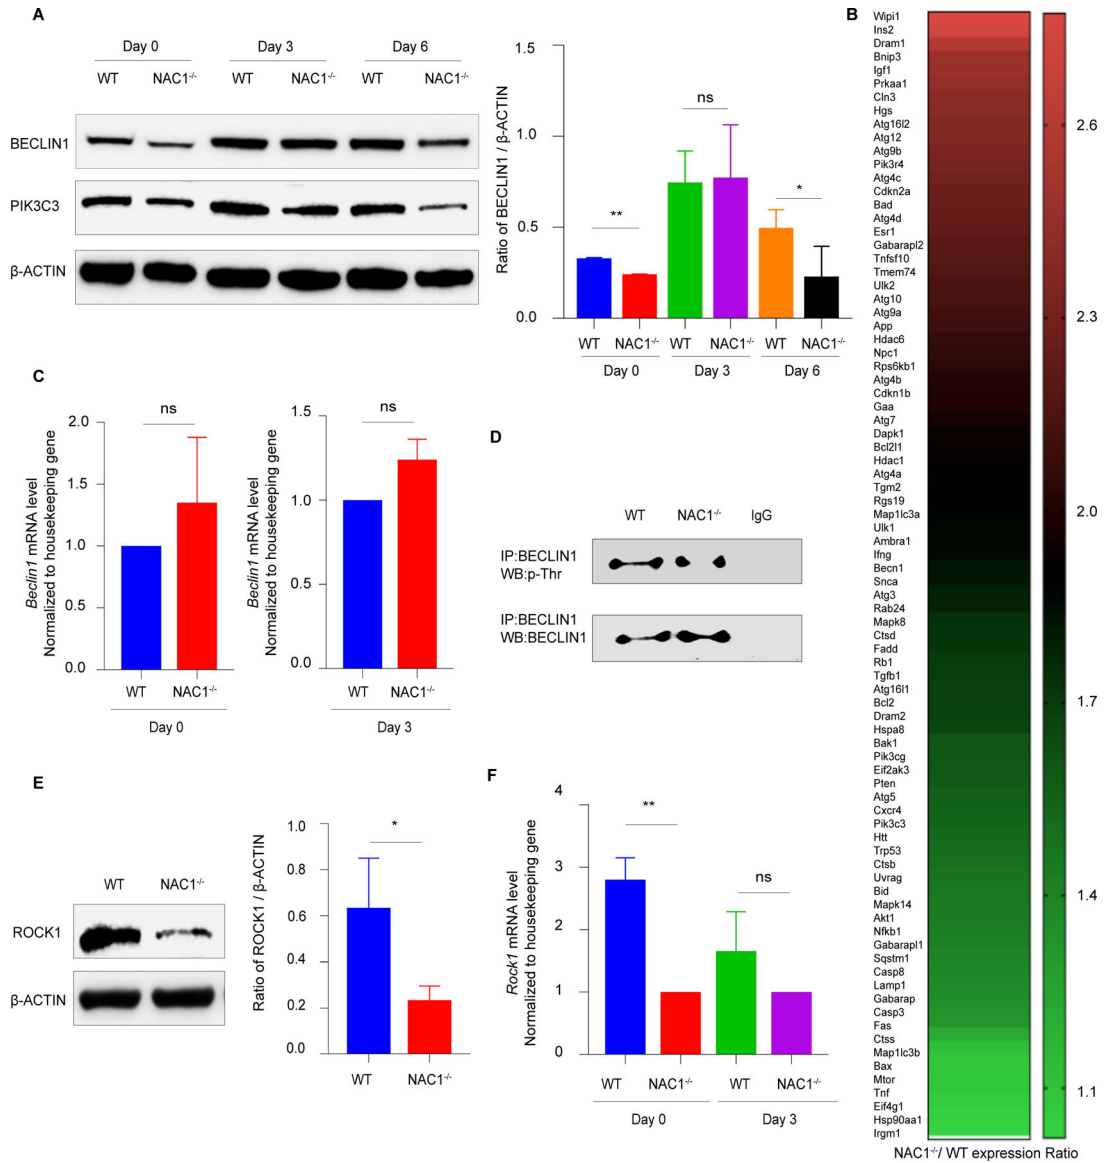 A
Day 0 Day 3 Day 6
WT NAC1-/- WT NAC1-/- WT NAC1-/-
BECLIN1
PIK3C3
β-ACTIN
Ratio of BECLIN1 / β-ACTIN
1.5
1.0
0.5
0.0
** ns *
WT NAC1-/- WT NAC1-/- WT NAC1-/-
Day 0 Day 3 Day 6
B
Wipi1
Ins2
Dram1
Bnip3
Igf1
Prkaa1
Cln3
Hgs
Atg16l2
Atg12
Atg9b
Pik3r4
Atg4c
Cdkn2a
Bad
Atg4d
Esr1
Gabarapl2
Tnfsf10
Tmem74
Ulk2
Atg10
Atg9a
App
Hdac6
Npc1
Rps6kb1
Atg4b
Cdkn1b
Gaa
Atg7
Dapk1
Bcl2l1
Hdac1
Atg4a
Tgm2
Rgs19
Map1lc3a
Ulk1
Ambra1
Ifng
Becn1
Snca
Atg3
Rab24
Mapk8
Ctsd
Fadd
Rb1
Tgfb1
Atg16l1
Bcl2
Dram2
Hspa8
Bak1
Pik3cg
Eif2ak3
Pten
Atg5
Cxcr4
Pik3c3
Htt
Trp53
Ctsb
Uvrag
Bid
Mapk14
Akt1
Nfkb1
Gabarapl1
Sqstm1
Casp8
Lamp1
Gabarap
Casp3
Fas
Ctss
Map1lc3b
Bax
Mtor
Tnf
Eif4g1
Hsp90aa1
Irgm1
2.6
2.3
2.0
1.7
1.4
1.1
NAC1-/-/ WT expression Ratio
C
Beclin1 mRNA level
Normalized to housekeeping gene
2.0
1.5
1.0
0.5
0.0
ns
WT NAC1-/-
Day 0
Beclin1 mRNA level
Normalized to housekeeping gene
1.5
1.0
0.5
0.0
ns
WT NAC1-/-
Day 3
D
WT NAC1-/- IgG
IP:BECLIN1
WB:p-Thr
IP:BECLIN1
WB:BECLIN1
E
WT NAC1-/-
ROCK1
β-ACTIN
Ratio of ROCK1 / β-ACTIN
1.0
0.8
0.6
0.4
0.2
0.0
*
WT NAC1-/-
F
Rock1 mRNA level
Normalized to housekeeping gene
4
3
2
1
0
** ns
WT NAC1-/- WT NAC1-/-
Day 0 Day 3